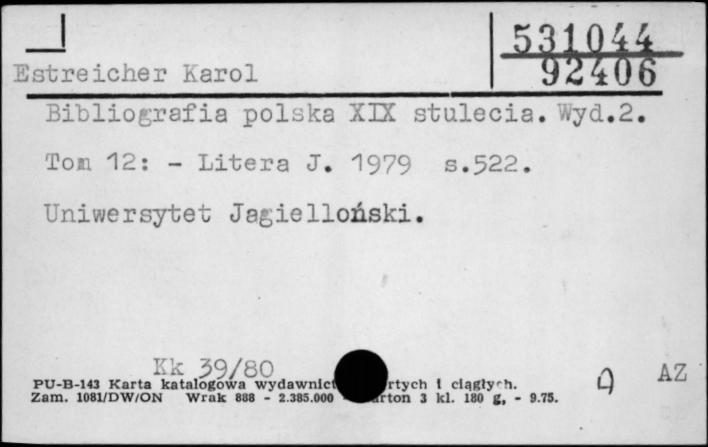 531044
92406
Estreicher Karol
Bibliografia polska XIX stulecia. Wyd.2.
Tom 12: - Litera J. 1979 s.522.
Uniwersytet Jagielloński.
Kk 39/80
PU-B-143 Karta katalogowa wydawnict rtych i ciągłych.
Zam. 1081/DW/ON Wrak 888 - 2.385.000 - arton 3 kl. 180 g, - 9.75.
AZ